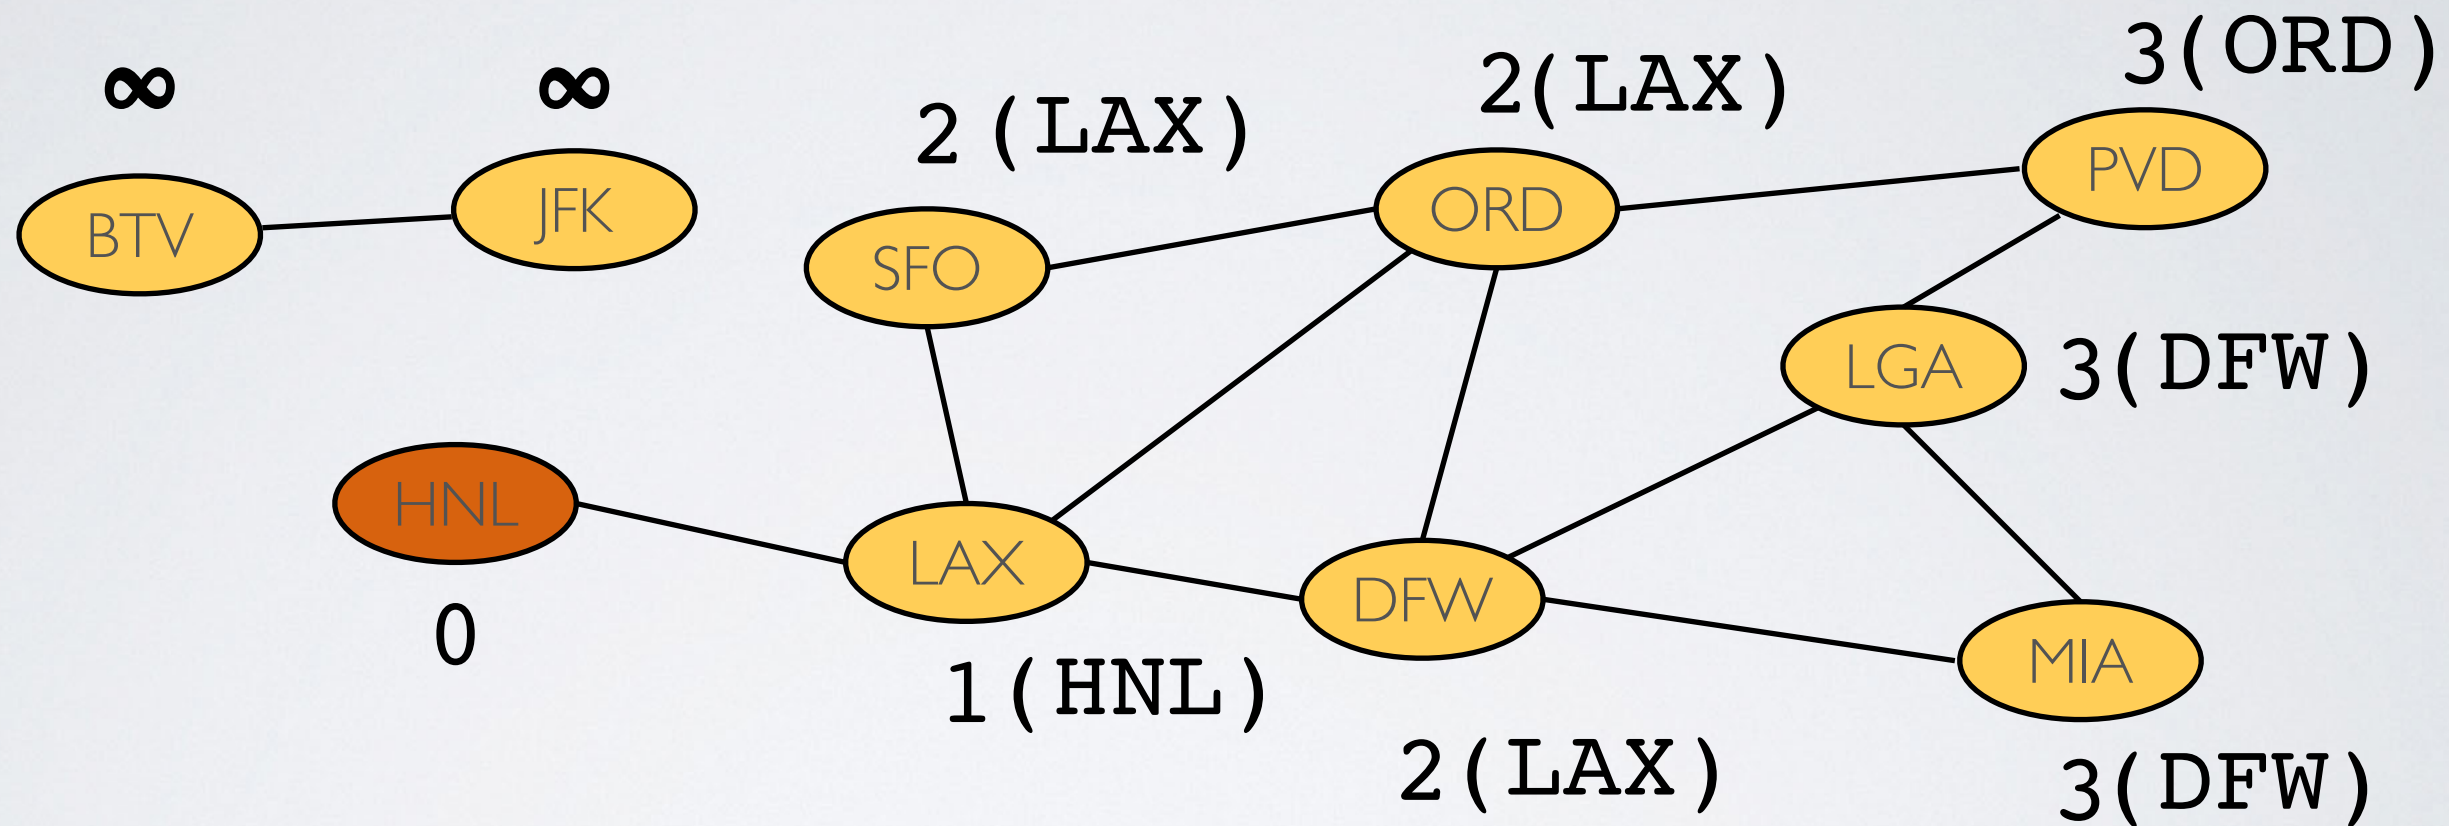 ∞
BTV
∞
JFK
2 (LAX)
SFO
2(LAX)
ORD
3(ORD)
PVD
LGA
3(DFW)
HNL
0
LAX
1(HNL)
DFW
2(LAX)
MIA
3(DFW)